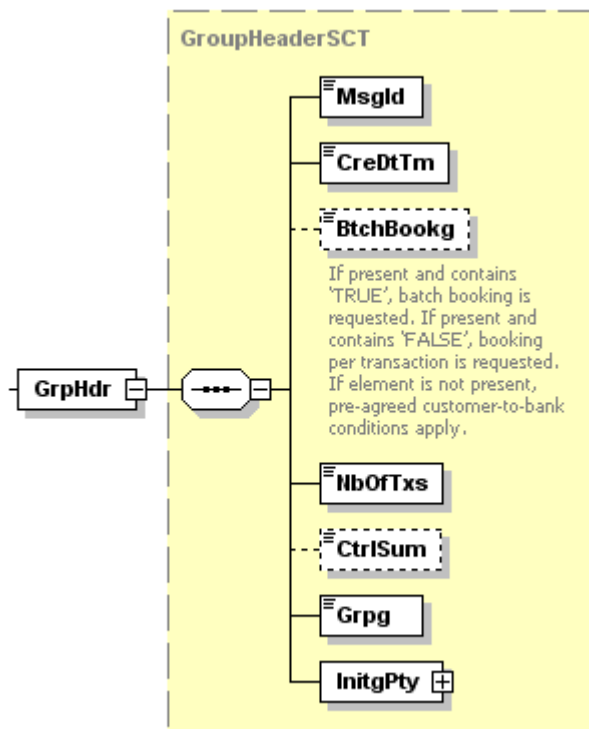 GroupHeaderSCT
MsgId
CreDtTm
BtchBookg
If present and contains
'TRUE', batch booking is
requested. If present and
contains 'FALSE', booking
per transaction is requested.
If element is not present,
pre-agreed customer-to-bank
conditions apply.
GrpHdr
NbOfTxs
CtrlSum
Grpg
InitgPty